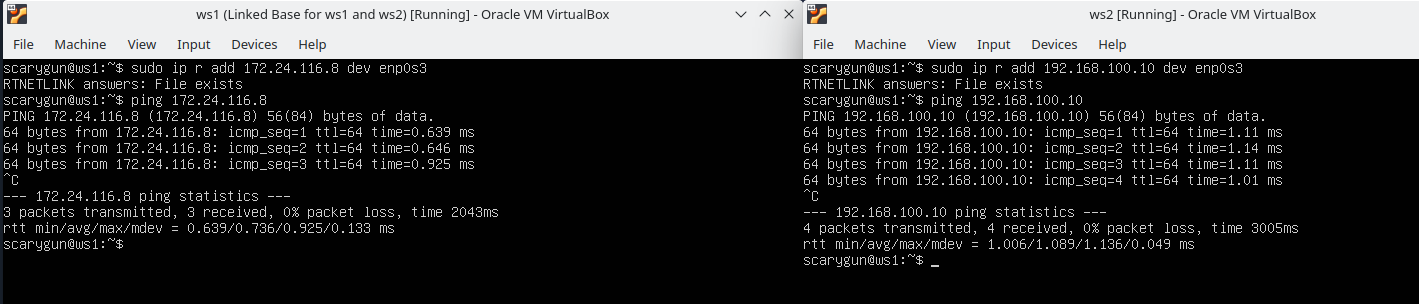 ws1 (Linked Base for ws1 and ws2) [Running] - Oracle VM VirtualBox
File Machine View Input Devices Help
scarygun@ws1:~$ sudo ip r add 172.24.116.8 dev enp0s3
RTNETLINK answers: File exists
scarygun@ws1:~$ ping 172.24.116.8
PING 172.24.116.8 (172.24.116.8) 56(84) bytes of data.
64 bytes from 172.24.116.8: icmp_seq=1 ttl=64 time=0.639 ms
64 bytes from 172.24.116.8: icmp_seq=2 ttl=64 time=0.646 ms
64 bytes from 172.24.116.8: icmp_seq=3 ttl=64 time=0.925 ms
^C
--- 172.24.116.8 ping statistics ---
3 packets transmitted, 3 received, 0% packet loss, time 2043ms
rtt min/avg/max/mdev = 0.639/0.736/0.925/0.133 ms
scarygun@ws1:~$
ws2 [Running] - Oracle VM VirtualBox
File Machine View Input Devices Help
scarygun@ws1:~$ sudo ip r add 192.168.100.10 dev enp0s3
RTNETLINK answers: File exists
scarygun@ws1:~$ ping 192.168.100.10
PING 192.168.100.10 (192.168.100.10) 56(84) bytes of data.
64 bytes from 192.168.100.10: icmp_seq=1 ttl=64 time=1.11 ms
64 bytes from 192.168.100.10: icmp_seq=2 ttl=64 time=1.14 ms
64 bytes from 192.168.100.10: icmp_seq=3 ttl=64 time=1.11 ms
64 bytes from 192.168.100.10: icmp_seq=4 ttl=64 time=1.01 ms
^C
--- 192.168.100.10 ping statistics ---
4 packets transmitted, 4 received, 0% packet loss, time 3005ms
rtt min/avg/max/mdev = 1.006/1.089/1.136/0.049 ms
scarygun@ws1:~$ _